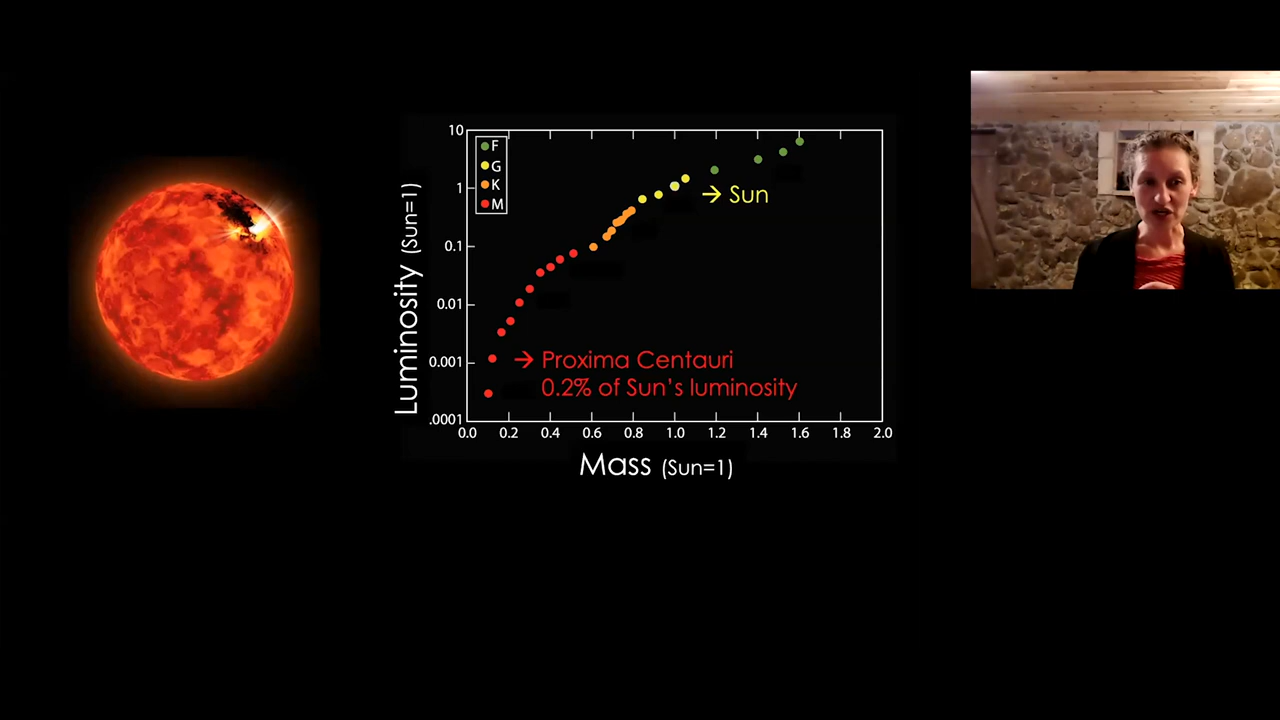 Luminosity (Sun=1)
10
1
0.1
0.01
0.001
.0001
F
G
K
M
→ Sun
→ Proxima Centauri
0.2% of Sun's luminosity
0.0 0.2 0.4 0.6 0.8 1.0 1.2 1.4 1.6 1.8 2.0
Mass (Sun=1)